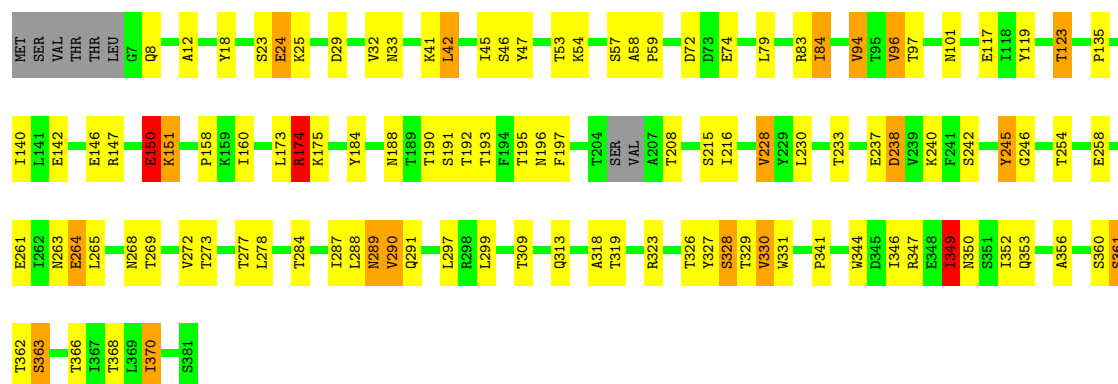 MET SER VAL THR THR LEU G7 Q8 A12 Y18 S23 E24 K25 D29 V32 N33 K41 L42 I45 S46 Y47 T53 K54 S57 A58 P59 D72 D73 E74 L79 R83 I84 V94 T95 V96 T97 N101 E117 I118 Y119 T123 P135
I140 L141 E142 E146 R147 E150 K151 P158 K159 I160 L173 R174 K175 Y184 N188 T189 T190 S191 T192 T193 F194 T195 N196 F197 T204 SER VAL A207 T208 S215 I216 V228 Y229 L230 T233 E237 D238 V239 K240 F241 S242 Y245 G246 T254 E258
E261 I262 N263 E264 L265 N268 T269 V272 T273 T277 L278 T284 I287 L288 N289 V290 Q291 L297 R298 L299 T309 Q313 A318 T319 R323 T326 Y327 S328 T329 V330 W331 P341 W344 D345 I346 R347 E348 I349 N350 S351 I352 Q353 A356 S360 S361
T362 S363 T366 I367 T368 L369 I370 S381